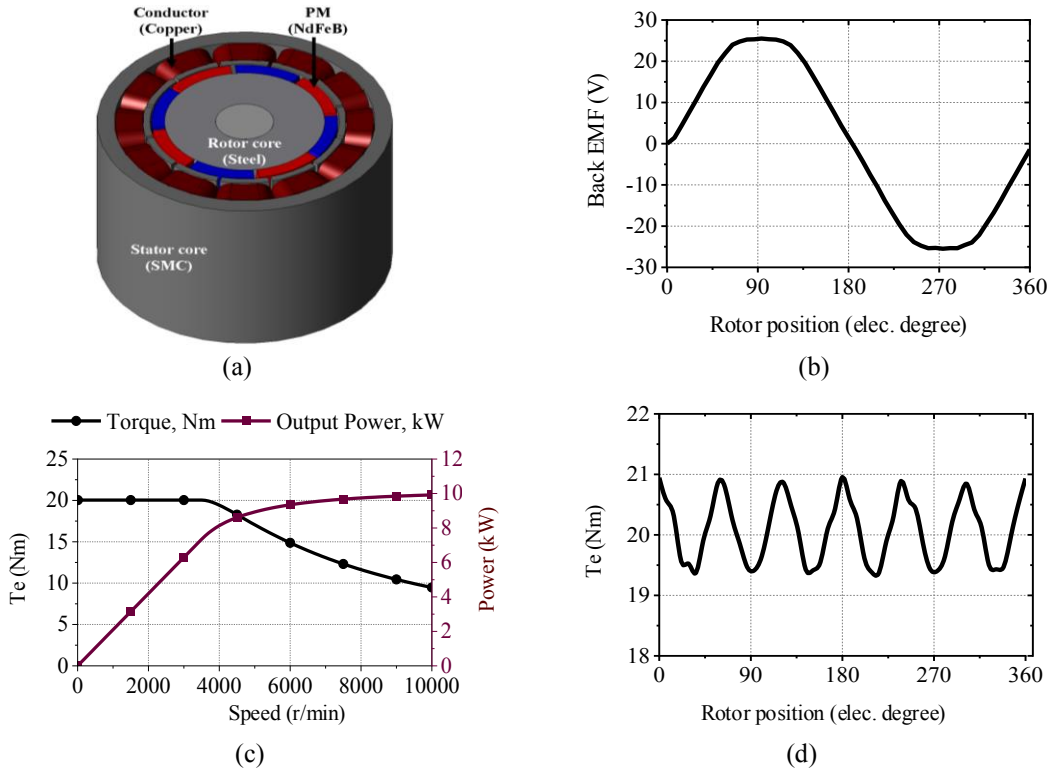 Conductor
(Copper)
PM
(NdFeB)
Rotor core
(Steel)
Stator core
(SMC)
(a)
30
20
10
0
-10
-20
-30
Back EMF (V)
0 90 180 270 360
Rotor position (elec. degree)
(b)
Torque, Nm Output Power, kW
25
20
15
10
5
0
Te (Nm)
12
10
8
6
4
2
0
Power (kW)
0 2000 4000 6000 8000 10000
Speed (r/min)
(c)
22
21
20
19
18
Te (Nm)
0 90 180 270 360
Rotor position (elec. degree)
(d)